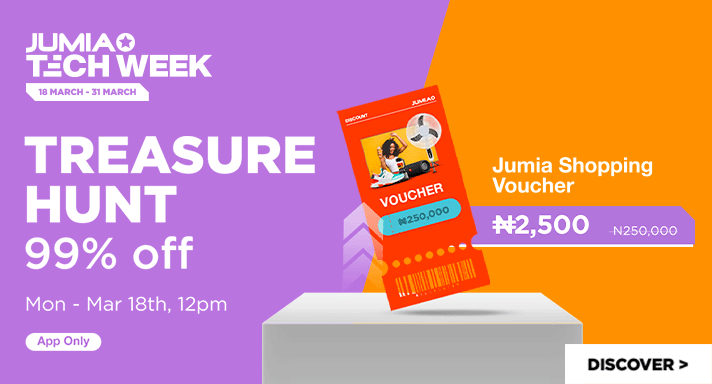 JUMIA
TECH WEEK
18 MARCH - 31 MARCH
TREASURE
HUNT
99% off
Mon - Mar 18th, 12pm
App Only
DISCOUNT
JUMIA
VOUCHER
₦250,000
Jumia Shopping
Voucher
₦2,500 ₦250,000
DISCOVER >